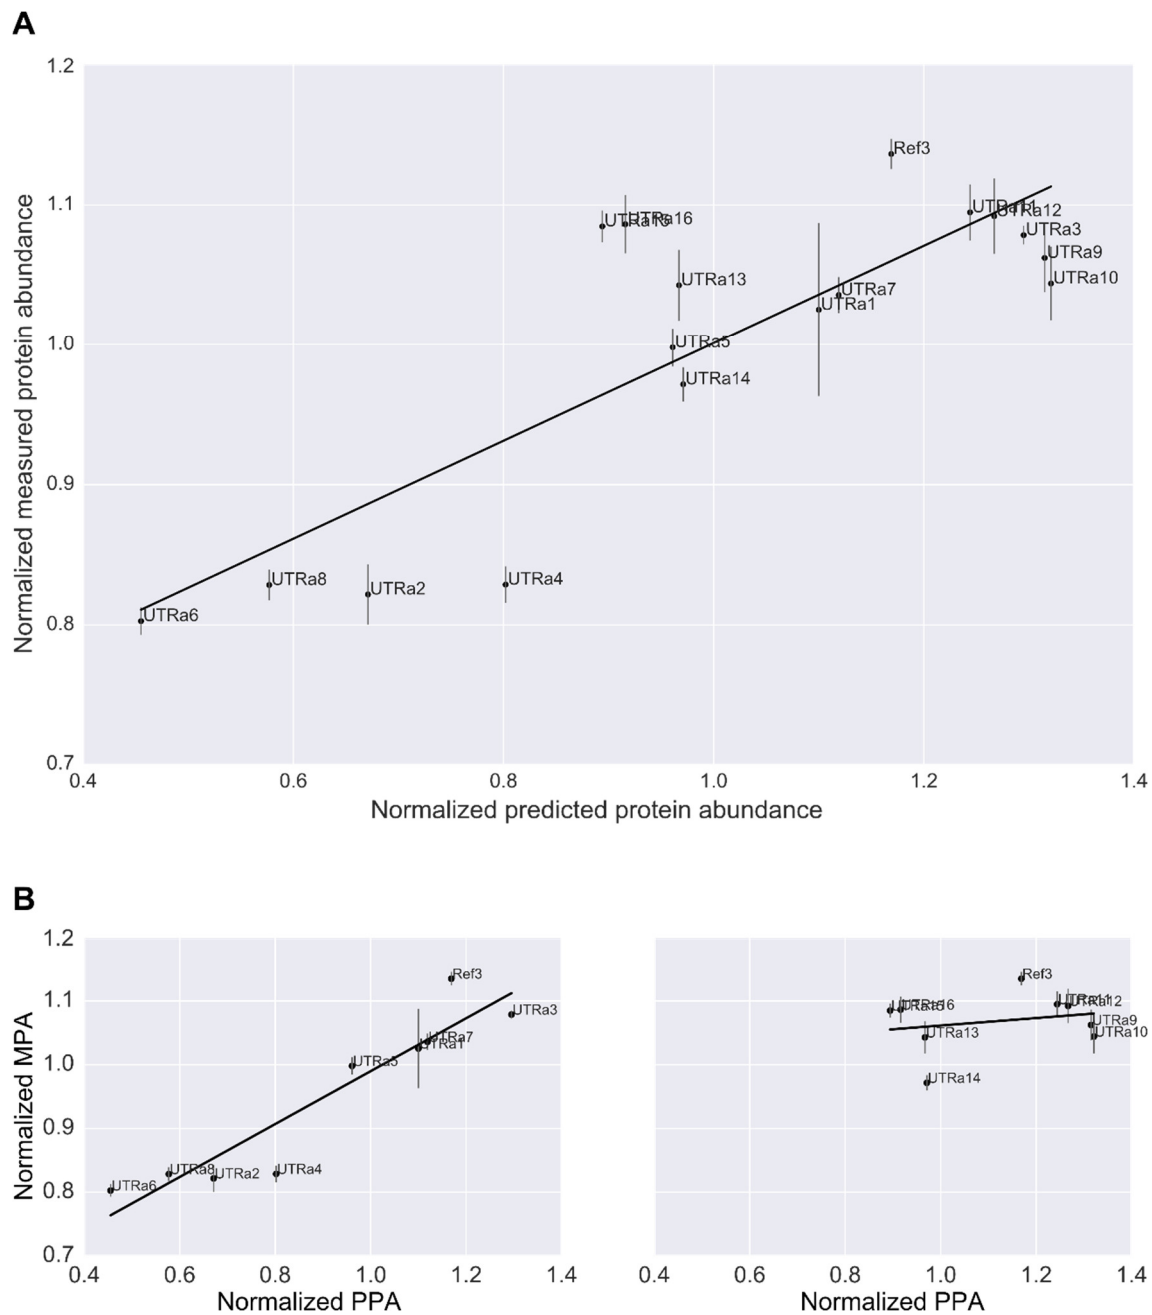 A
1.2
Ref3
1.1
UTRa16
UTRa12
UTRa3
UTRa9
UTRa13
UTRa10
UTRa7
UTRa1
1.0
UTRa5
UTRa14
0.9
UTRa8
UTRa2
UTRa4
UTRa6
0.8
0.7
0.4 0.6 0.8 1.0 1.2 1.4
Normalized measured protein abundance
Normalized predicted protein abundance
B
1.2
Ref3
1.1
UTRa3
UTRa7
UTRa1
1.0
UTRa5
0.9
UTRa8
UTRa2
UTRa4
UTRa6
0.8
0.7
0.4 0.6 0.8 1.0 1.2 1.4
Normalized MPA
Normalized PPA
Ref3
UTRa16
UTRa12
UTRa9
UTRa13
UTRa10
UTRa14
0.4 0.6 0.8 1.0 1.2 1.4
Normalized PPA